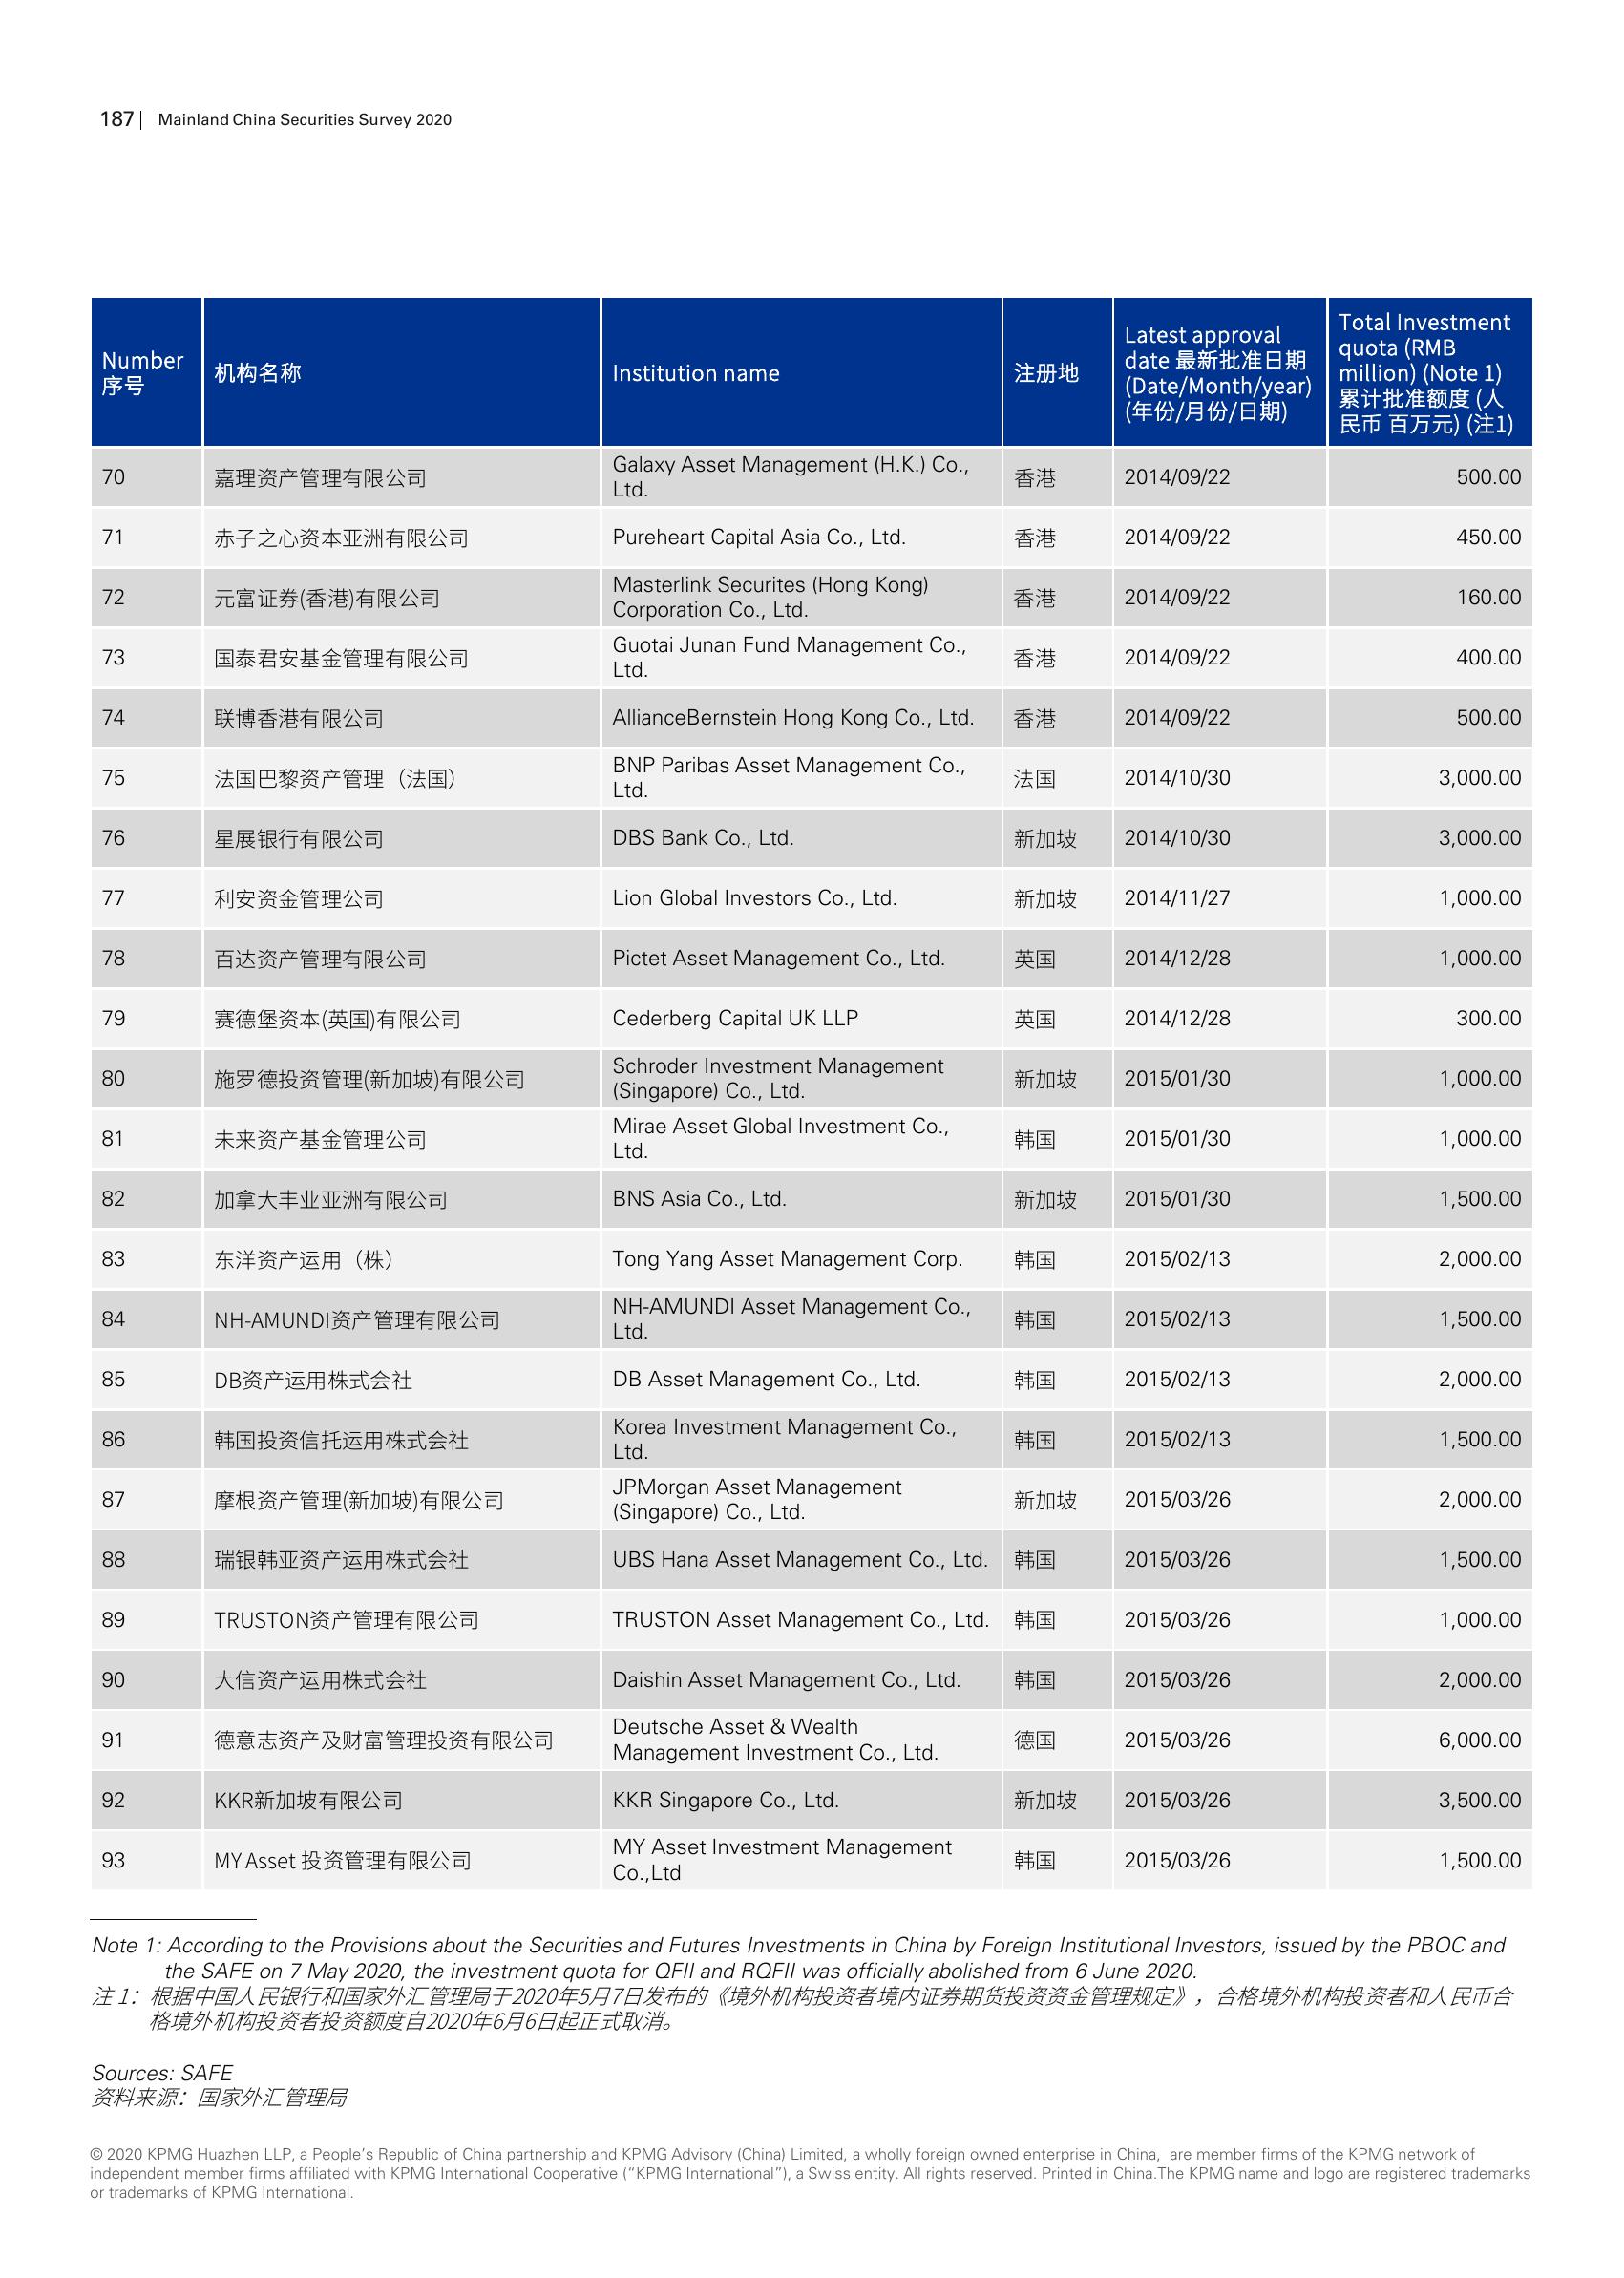 187 | Mainland China Securities Survey 2020
Number
序号
机构名称
Institution name
注册地
Latest approval
date 最新批准日期
(Date/Month/year)
(年份/月份/日期)
Total Investment
quota (RMB
million) (Note 1)
累计批准额度 (人
民币 百万元) (注1)
70 嘉理资产管理有限公司 Galaxy Asset Management (H.K.) Co.,
Ltd. 香港 2014/09/22 500.00
71 赤子之心资本亚洲有限公司 Pureheart Capital Asia Co., Ltd. 香港 2014/09/22 450.00
72 元富证券(香港)有限公司 Masterlink Securites (Hong Kong)
Corporation Co., Ltd. 香港 2014/09/22 160.00
73 国泰君安基金管理有限公司 Guotai Junan Fund Management Co.,
Ltd. 香港 2014/09/22 400.00
74 联博香港有限公司 AllianceBernstein Hong Kong Co., Ltd. 香港 2014/09/22 500.00
75 法国巴黎资产管理（法国） BNP Paribas Asset Management Co.,
Ltd. 法国 2014/10/30 3,000.00
76 星展银行有限公司 DBS Bank Co., Ltd. 新加坡 2014/10/30 3,000.00
77 利安资金管理公司 Lion Global Investors Co., Ltd. 新加坡 2014/11/27 1,000.00
78 百达资产管理有限公司 Pictet Asset Management Co., Ltd. 英国 2014/12/28 1,000.00
79 赛德堡资本(英国)有限公司 Cederberg Capital UK LLP 英国 2014/12/28 300.00
80 施罗德投资管理(新加坡)有限公司 Schroder Investment Management
(Singapore) Co., Ltd. 新加坡 2015/01/30 1,000.00
81 未来资产基金管理公司 Mirae Asset Global Investment Co.,
Ltd. 韩国 2015/01/30 1,000.00
82 加拿大丰业亚洲有限公司 BNS Asia Co., Ltd. 新加坡 2015/01/30 1,500.00
83 东洋资产运用（株） Tong Yang Asset Management Corp. 韩国 2015/02/13 2,000.00
84 NH-AMUNDI资产管理有限公司 NH-AMUNDI Asset Management Co.,
Ltd. 韩国 2015/02/13 1,500.00
85 DB资产运用株式会社 DB Asset Management Co., Ltd. 韩国 2015/02/13 2,000.00
86 韩国投资信托运用株式会社 Korea Investment Management Co.,
Ltd. 韩国 2015/02/13 1,500.00
87 摩根资产管理(新加坡)有限公司 JPMorgan Asset Management
(Singapore) Co., Ltd. 新加坡 2015/03/26 2,000.00
88 瑞银韩亚资产运用株式会社 UBS Hana Asset Management Co., Ltd. 韩国 2015/03/26 1,500.00
89 TRUSTON资产管理有限公司 TRUSTON Asset Management Co., Ltd. 韩国 2015/03/26 1,000.00
90 大信资产运用株式会社 Daishin Asset Management Co., Ltd. 韩国 2015/03/26 2,000.00
91 德意志资产及财富管理投资有限公司 Deutsche Asset & Wealth
Management Investment Co., Ltd. 德国 2015/03/26 6,000.00
92 KKR新加坡有限公司 KKR Singapore Co., Ltd. 新加坡 2015/03/26 3,500.00
93 MY Asset 投资管理有限公司 MY Asset Investment Management
Co.,Ltd 韩国 2015/03/26 1,500.00
Note 1: According to the Provisions about the Securities and Futures Investments in China by Foreign Institutional Investors, issued by the PBOC and
the SAFE on 7 May 2020, the investment quota for QFII and RQFII was officially abolished from 6 June 2020.
注 1：根据中国人民银行和国家外汇管理局于2020年5月7日发布的《境外机构投资者境内证券期货投资资金管理规定》，合格境外机构投资者和人民币合
格境外机构投资者投资额度自2020年6月6日起正式取消。
Sources: SAFE
资料来源：国家外汇管理局
© 2020 KPMG Huazhen LLP, a People’s Republic of China partnership and KPMG Advisory (China) Limited, a wholly foreign owned enterprise in China, are member firms of the KPMG network of
independent member firms affiliated with KPMG International Cooperative (“KPMG International”), a Swiss entity. All rights reserved. Printed in China.The KPMG name and logo are registered trademarks
or trademarks of KPMG International.